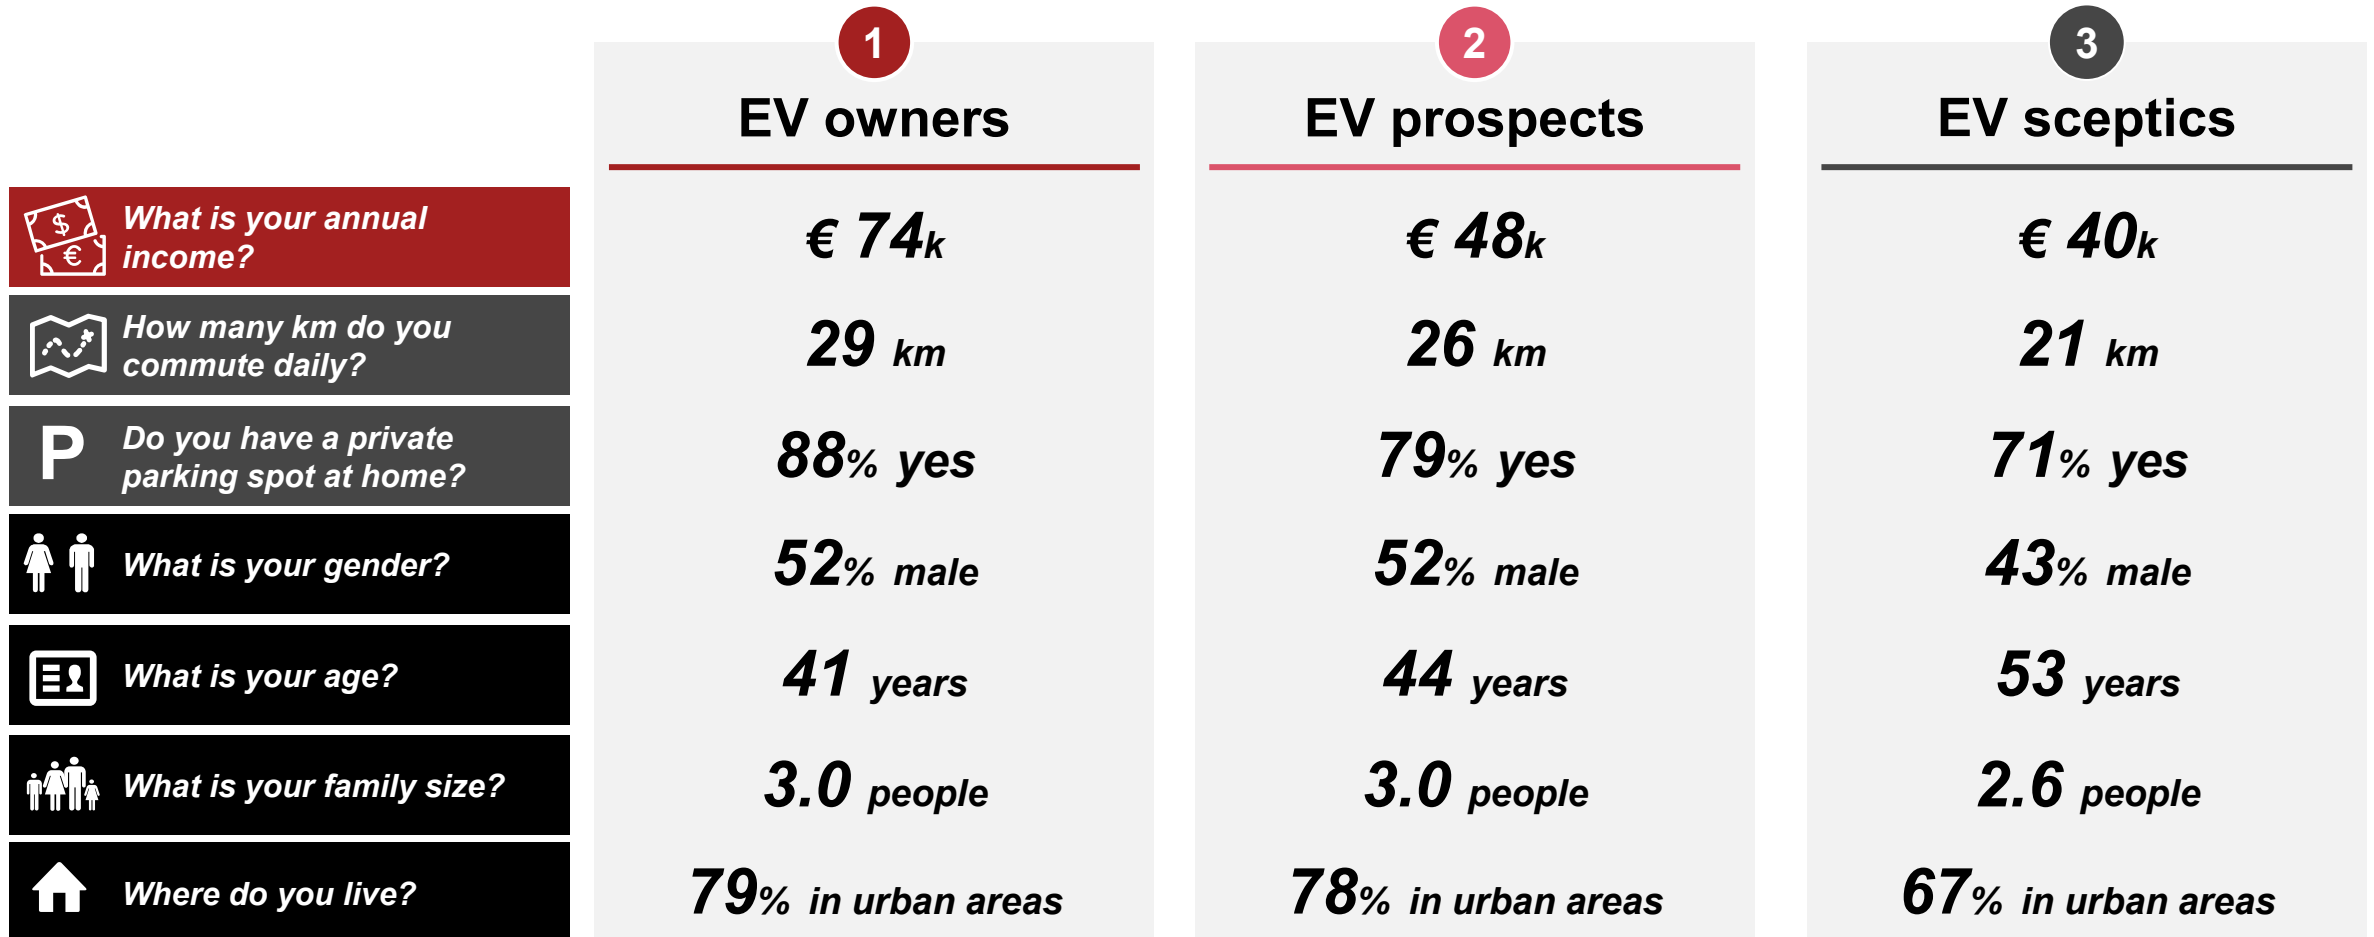 1
2
3
EV owners
EV prospects
EV sceptics
$
€
What is your annual
income?
€ 74k
€ 48k
€ 40k
How many km do you
commute daily?
29 km
26 km
21 km
P
Do you have a private
parking spot at home?
88% yes
79% yes
71% yes
What is your gender?
52% male
52% male
43% male
What is your age?
41 years
44 years
53 years
What is your family size?
3.0 people
3.0 people
2.6 people
Where do you live?
79% in urban areas
78% in urban areas
67% in urban areas